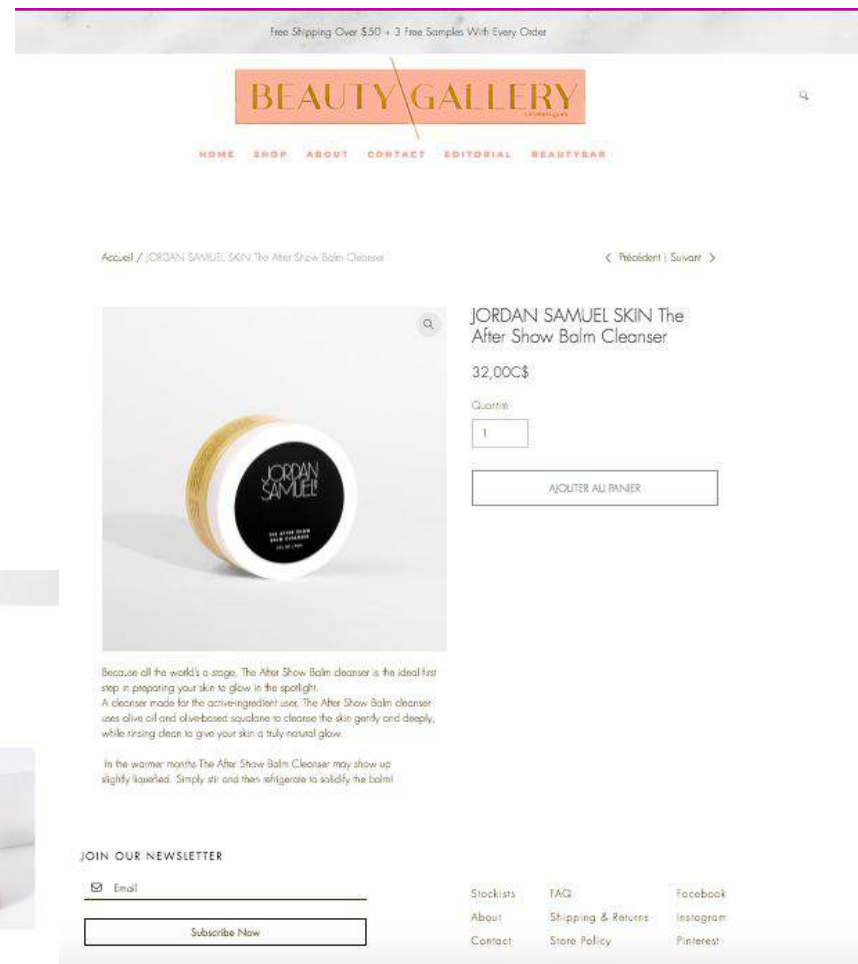 Free Shipping Over $50 + 3 Free Samples With Every Order
BEAUTY GALLERY
HOME SHOP ABOUT CONTACT EDITORIAL BEAUTYBAR
Accueil / JORDAN SAMUEL SKIN The After Show Balm Cleanser
Précédent | Suivant
JORDAN SAMUEL SKIN The
After Show Balm Cleanser
32,00C$
Quantité
1
AJOUTER AU PANIER
JORDAN
SAMUEL
THE AFTER SHOW
BALM CLEANSER
Because all the world's a stage, The After Show Balm cleanser is the ideal first
step in preparing your skin to glow in the spotlight.
A cleanser made for the active-ingredient user, The After Show Balm cleanser
uses olive oil and olive-based squalane to cleanse the skin gently and deeply,
while rinsing clean to give your skin a truly natural glow.
In the warmer months The After Show Balm Cleanser may show up
slightly liquefied. Simply stir and then refrigerate to solidify the balm!
JOIN OUR NEWSLETTER
Email
Subscribe Now
Stockists FAQ Facebook
About Shipping & Returns Instagram
Contact Store Policy Pinterest